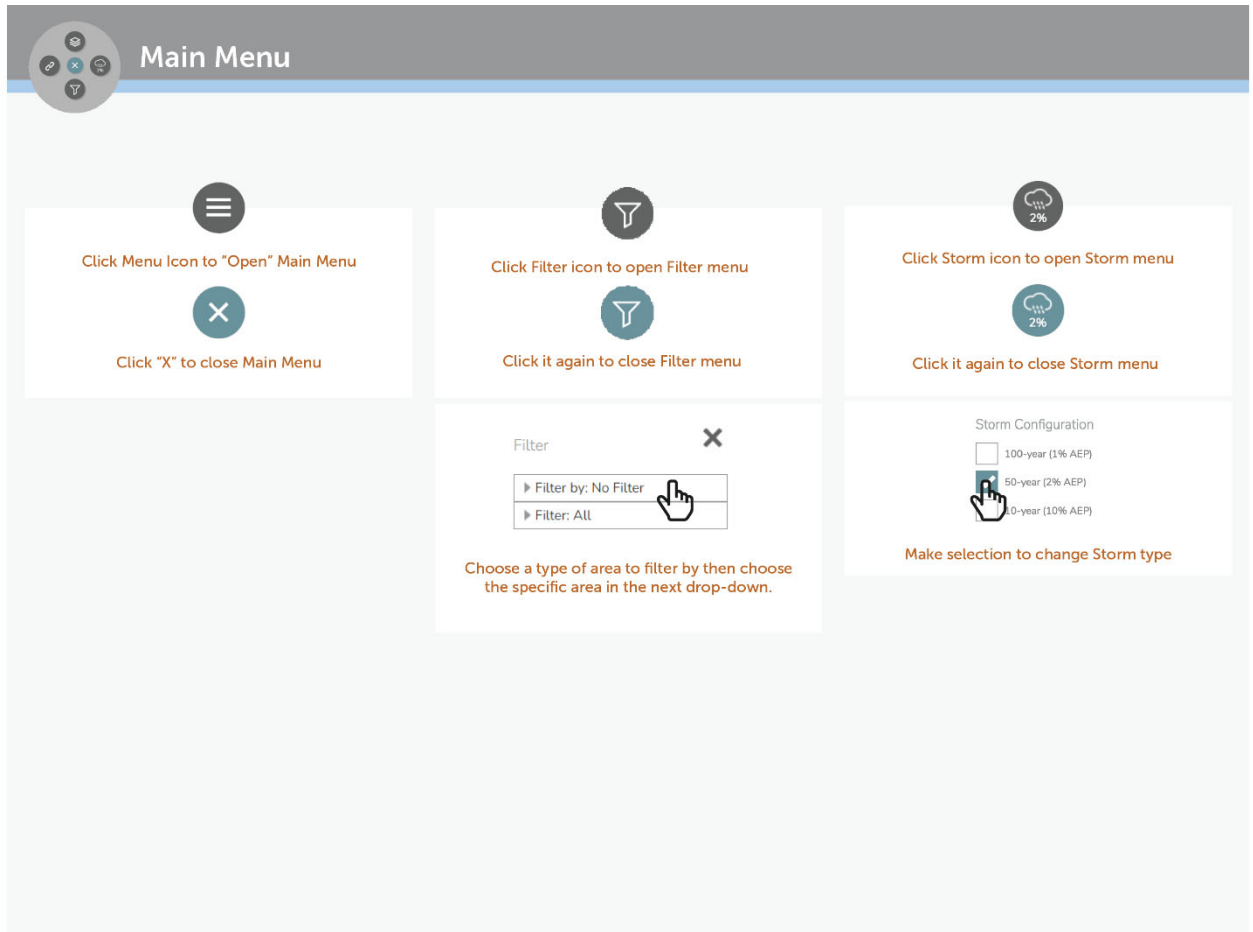 Main Menu
Click Menu Icon to “Open” Main Menu
Click “X” to close Main Menu
Click Filter icon to open Filter menu
Click it again to close Filter menu
Filter
Filter by: No Filter
Filter: All
Choose a type of area to filter by then choose
the specific area in the next drop-down.
2%
Click Storm icon to open Storm menu
2%
Click it again to close Storm menu
Storm Configuration
100-year (1% AEP)
50-year (2% AEP)
10-year (10% AEP)
Make selection to change Storm type